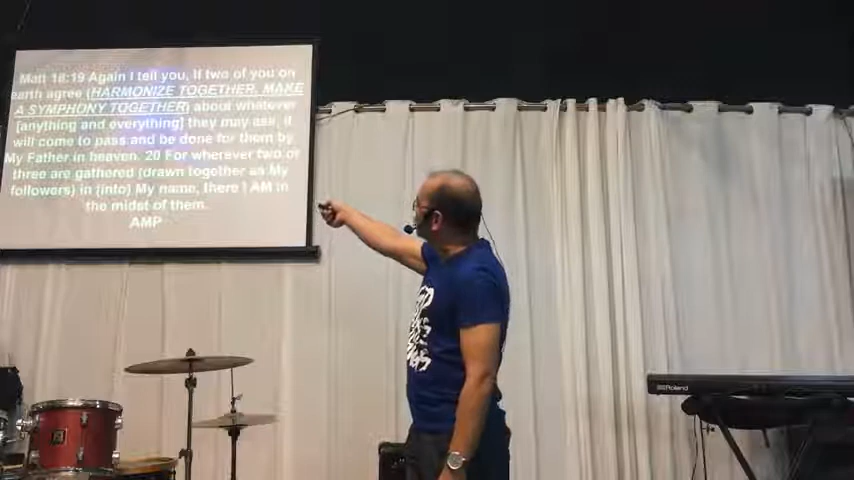 Matt 18:19 Again I tell you, if two of you on
earth agree (HARMONIZE TOGETHER, MAKE
A SYMPHONY TOGETHER) about whatever
[anything and everything] they may ask, it
will come to pass and be done for them by
My Father in heaven. 20 For wherever two or
three are gathered (drawn together as My
followers) in (into) My name, there I AM in
the midst of them.
AMP
Roland